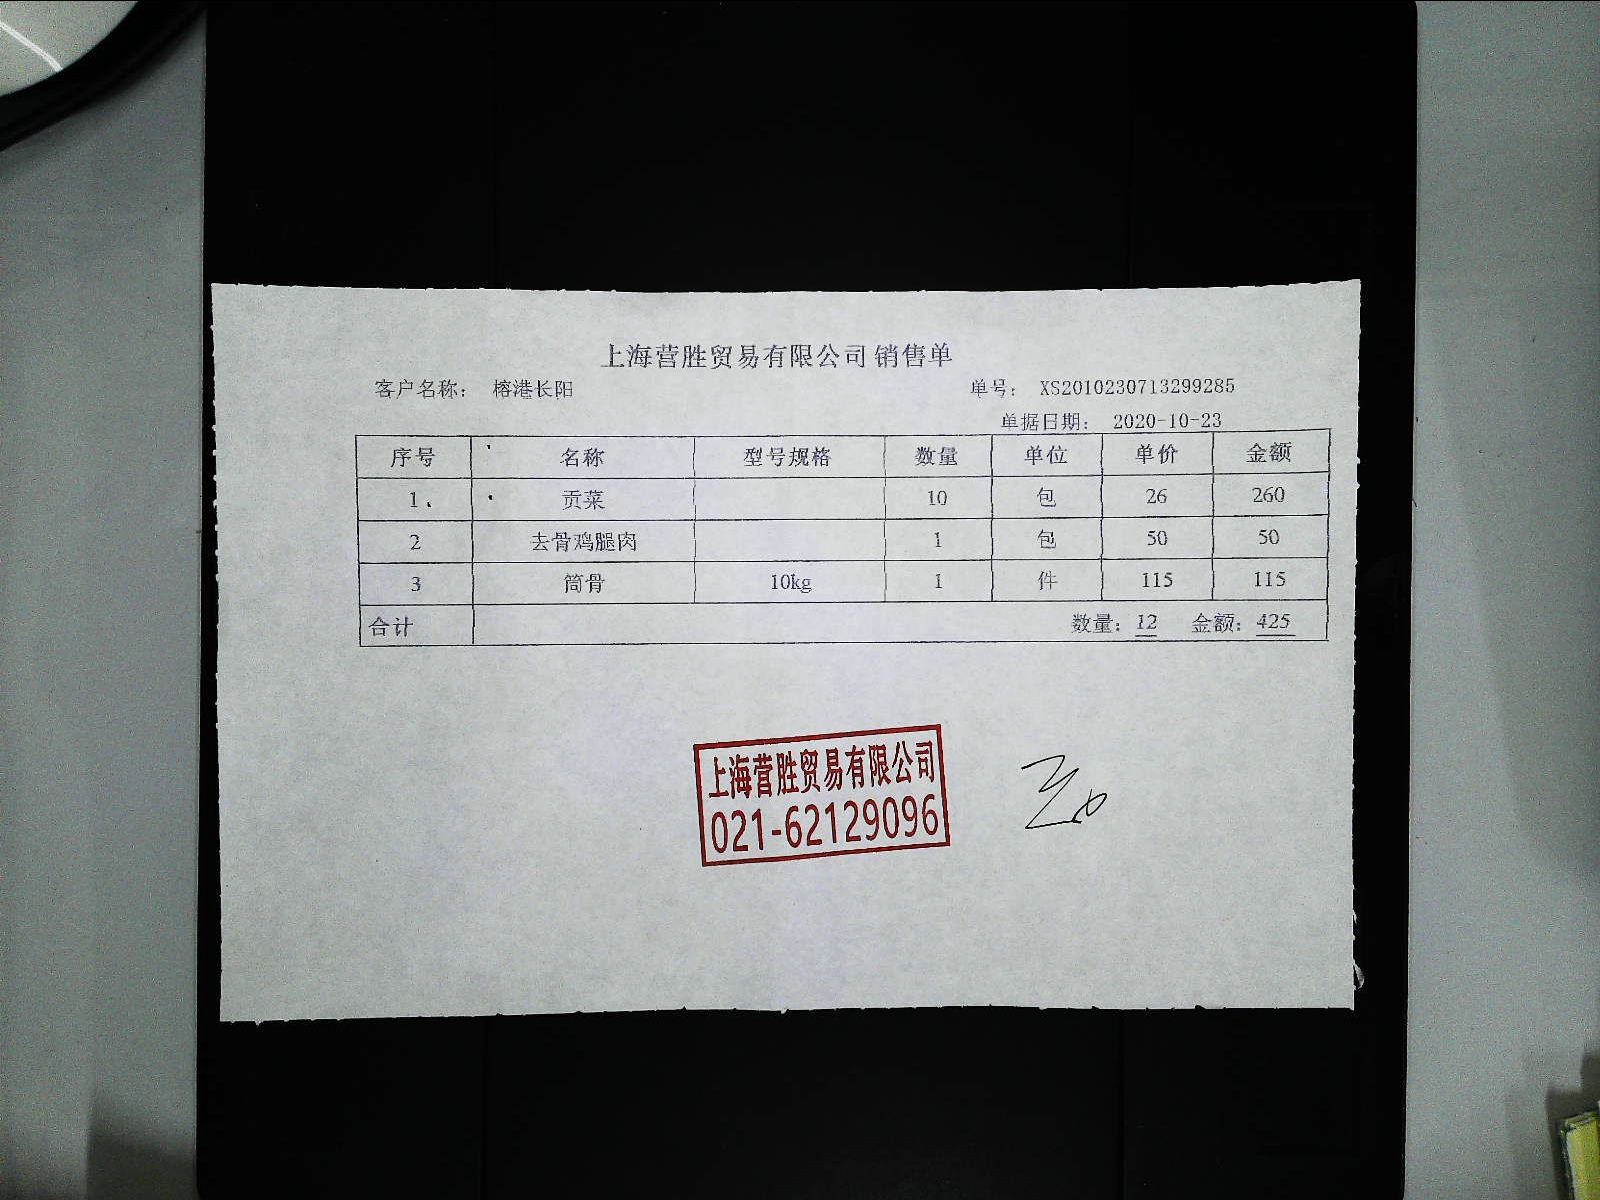 上海营胜贸易有限公司 销售单
客户名称： 榕港长阳 单号： XS2010230713299285
单据日期： 2020-10-23
序号 名称 型号规格 数量 单位 单价 金额
1 贡菜 10 包 26 260
2 去骨鸡腿肉 1 包 50 50
3 筒骨 10kg 1 件 115 115
合计 数量：12 金额：425
上海营胜贸易有限公司
021-62129096